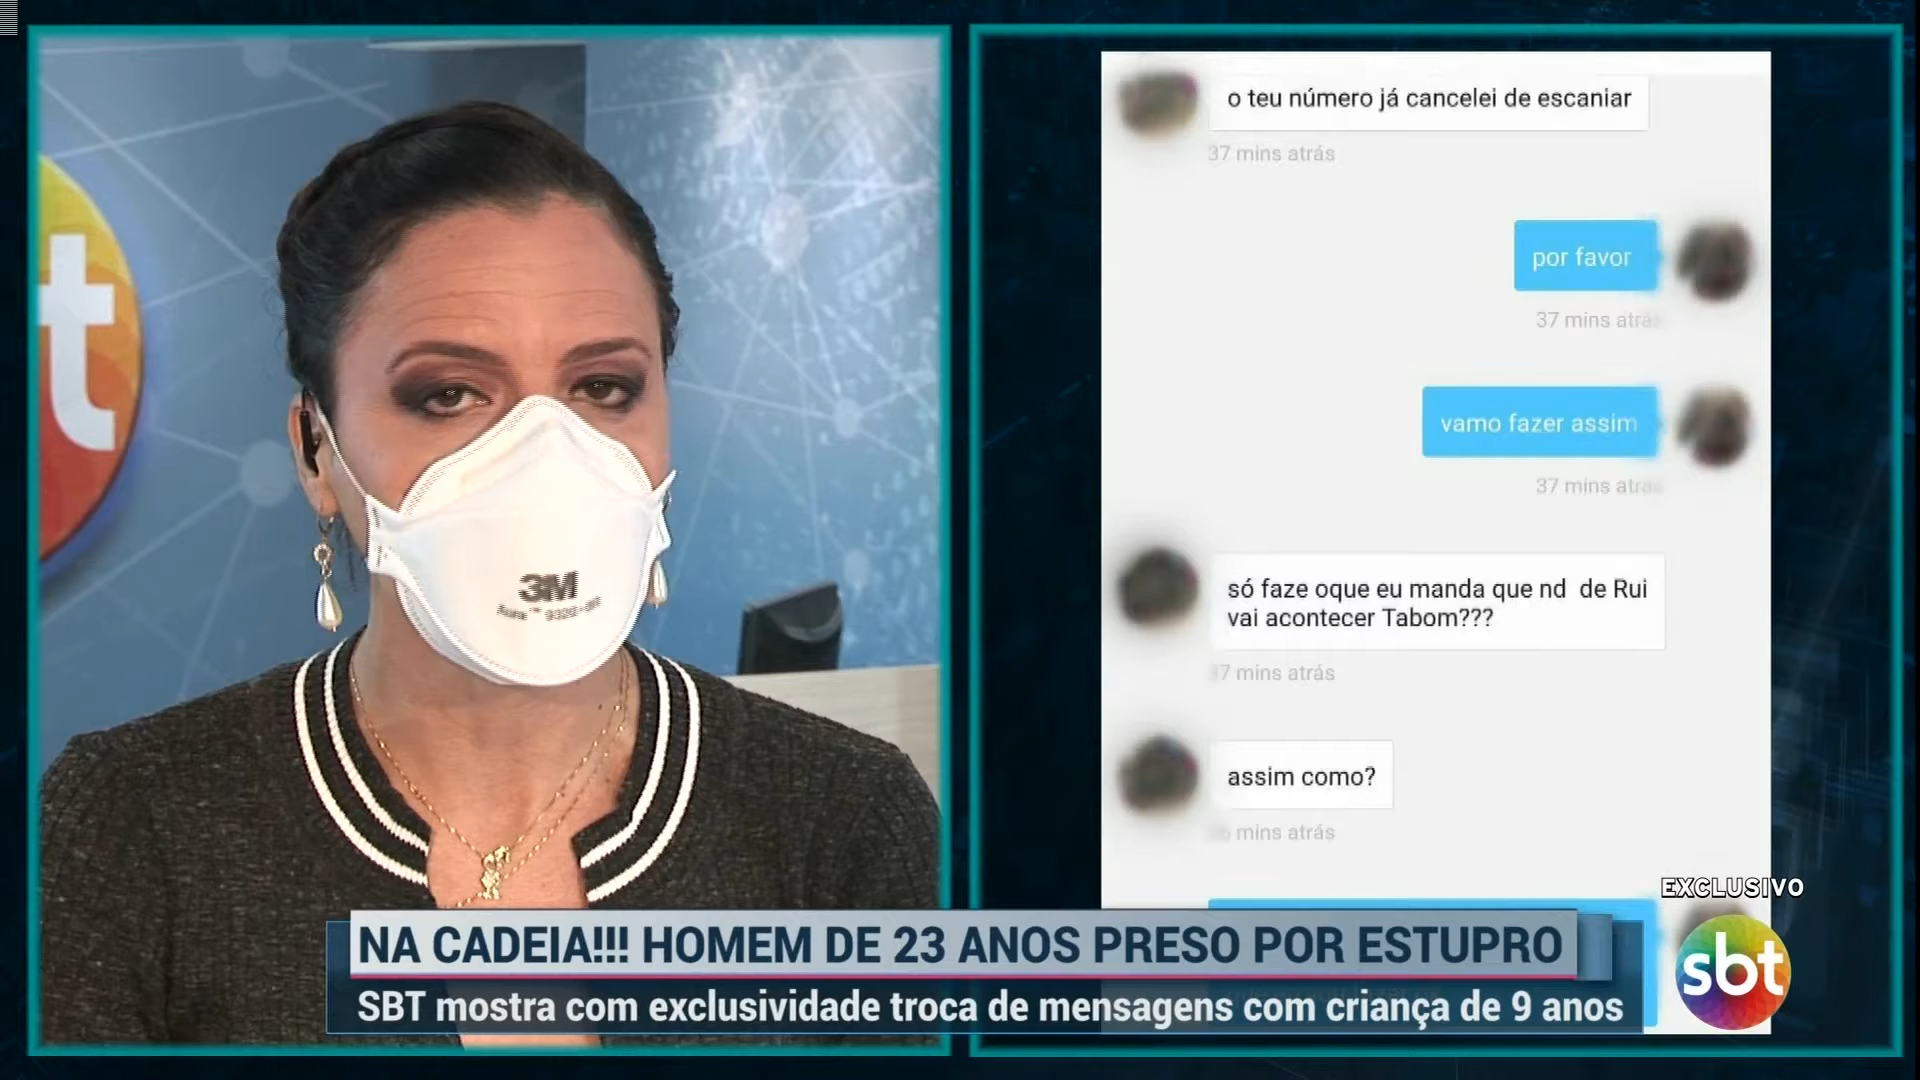 t
3M
o teu número já cancelei de escaniar
37 mins atrás
por favor
37 mins atrás
vamo fazer assim
37 mins atrás
só faze oque eu manda que nd de Rui
vai acontecer Tabom???
37 mins atrás
assim como?
mins atrás
EXCLUSIVO
sbt
NA CADEIA!!! HOMEM DE 23 ANOS PRESO POR ESTUPRO
SBT mostra com exclusividade troca de mensagens com criança de 9 anos